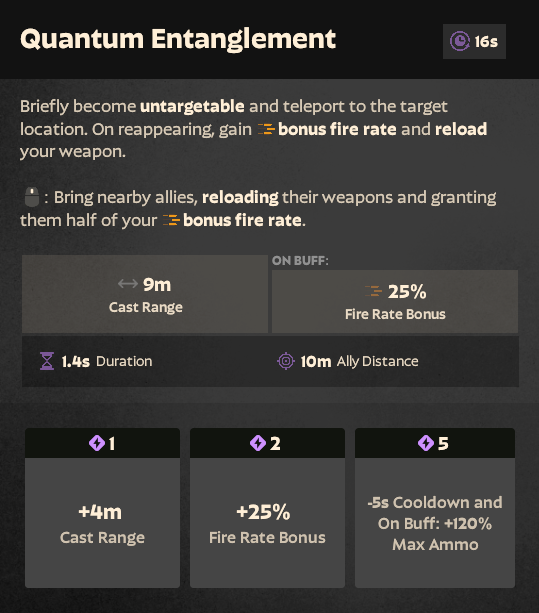 Quantum Entanglement
16s
Briefly become untargetable and teleport to the target
location. On reappearing, gain bonus fire rate and reload
your weapon.
: Bring nearby allies, reloading their weapons and granting
them half of your bonus fire rate.
ON BUFF:
9m
Cast Range
25%
Fire Rate Bonus
1.4s Duration
10m Ally Distance
1
+4m
Cast Range
2
+25%
Fire Rate Bonus
5
-5s Cooldown and
On Buff: +120%
Max Ammo